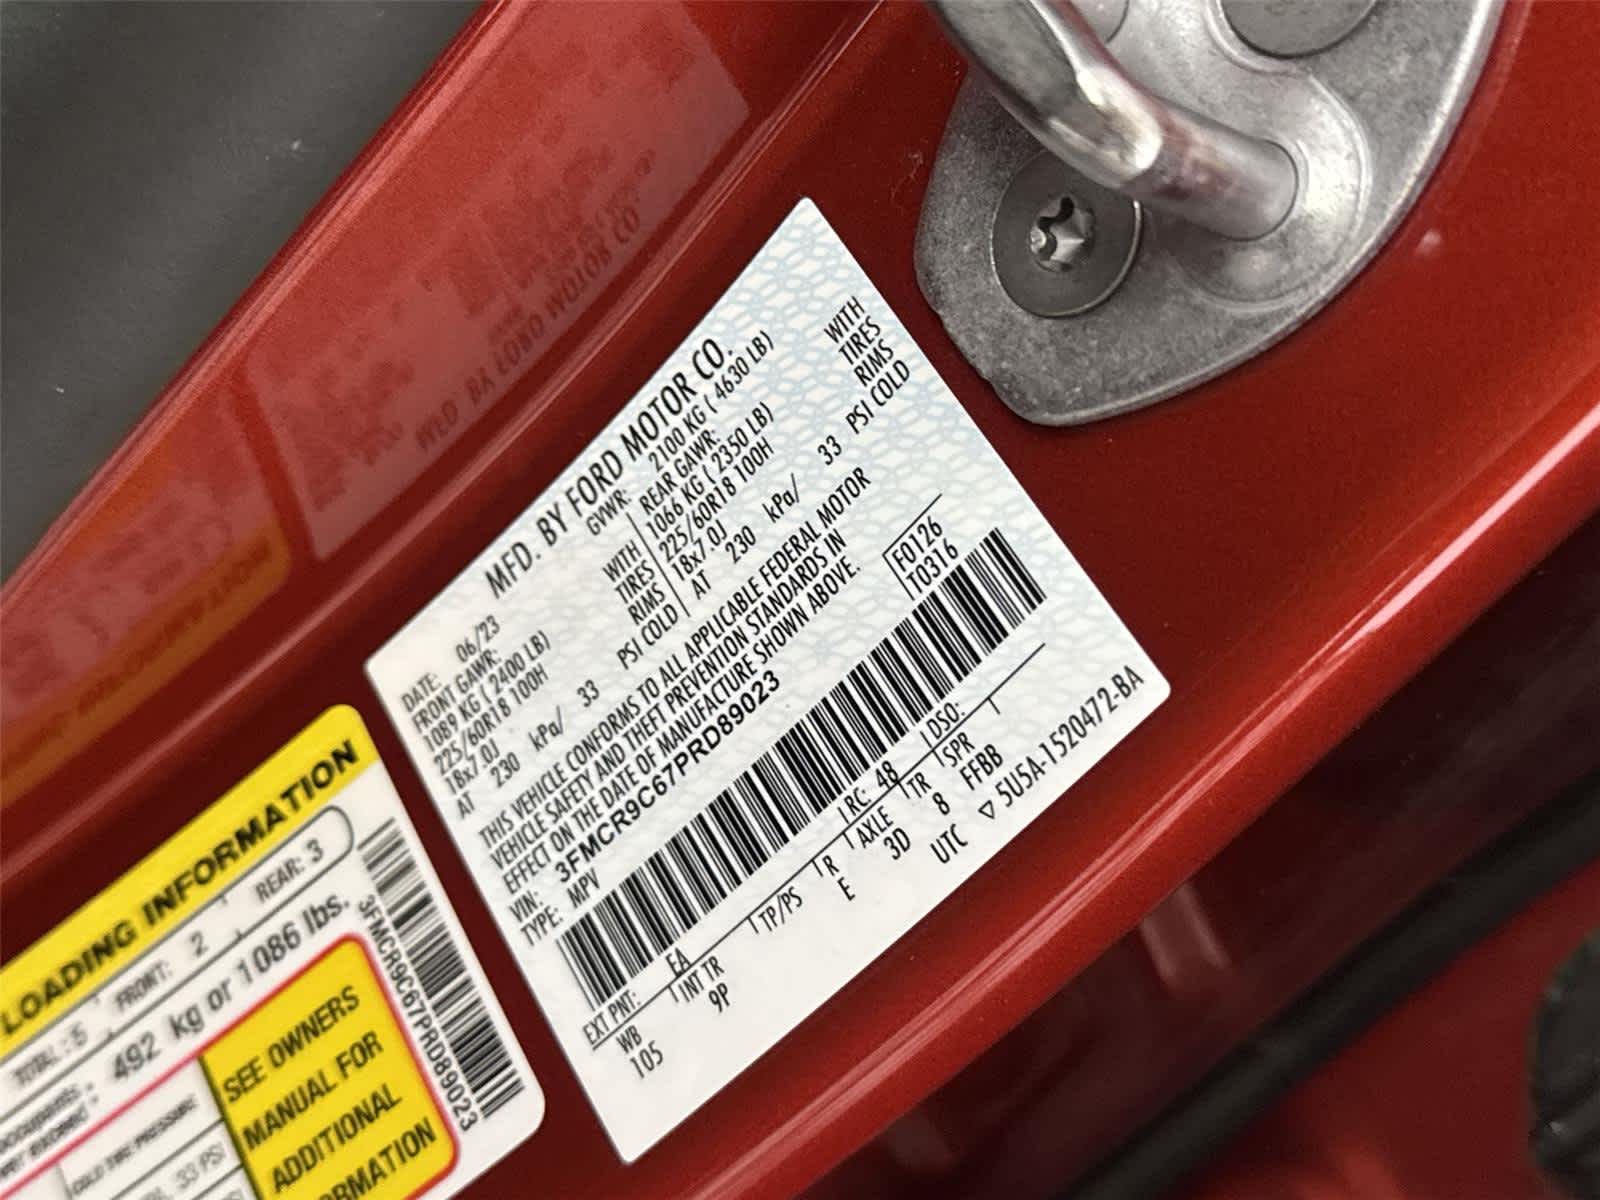 MFD. BY FORD MOTOR CO.
DATE: 06/23 GVWR: 2100 KG ( 4630 LB)
FRONT GAWR: REAR GAWR:
1089 KG ( 2400 LB) WITH 1066 KG ( 2350 LB) WITH
225/60R18 100H TIRES 225/60R18 100H TIRES
18x7.0J RIMS 18x7.0J RIMS
AT 230 kPa/ 33 PSI COLD AT 230 kPa/ 33 PSI COLD
THIS VEHICLE CONFORMS TO ALL APPLICABLE FEDERAL MOTOR
VEHICLE SAFETY AND THEFT PREVENTION STANDARDS IN
EFFECT ON THE DATE OF MANUFACTURE SHOWN ABOVE.
VIN: 3FMCR9C67PRD89023 F0126
TYPE: MPV T0316
EXT PNT: EA RC: 48 DSO:
WB INT TR TP/PS R AXLE TR SPR
105 9P E 3D 8 FFBB
UTC ▽ 5U5A-1520472-BA
LOADING INFORMATION
TOTAL: 5 FRONT: 2 REAR: 3
492 kg or 1086 lbs.
3FMCR9C67PRD89023
COLD TIRE PRESSURE
33 PSI
SEE OWNERS
MANUAL FOR
ADDITIONAL